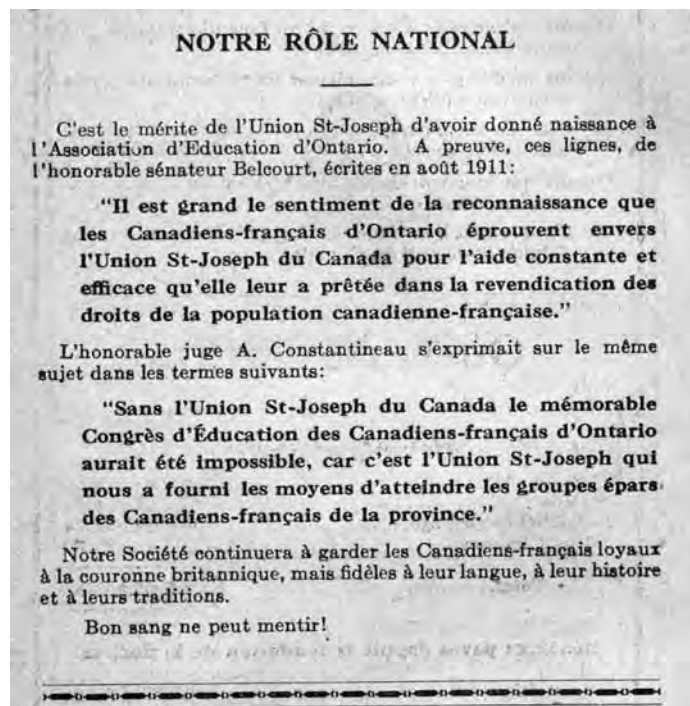 NOTRE RÔLE NATIONAL
C'est le mérite de l'Union St-Joseph d'avoir donné naissance à
l'Association d'Education d'Ontario. A preuve, ces lignes, de
l'honorable sénateur Belcourt, écrites en août 1911:
"Il est grand le sentiment de la reconnaissance que
les Canadiens-français d'Ontario éprouvent envers
l'Union St-Joseph du Canada pour l'aide constante et
efficace qu'elle leur a prêtée dans la revendication des
droits de la population canadienne-française."
L'honorable juge A. Constantineau s'exprimait sur le même
sujet dans les termes suivants:
"Sans l'Union St-Joseph du Canada le mémorable
Congrès d'Éducation des Canadiens-français d'Ontario
aurait été impossible, car c'est l'Union St-Joseph qui
nous a fourni les moyens d'atteindre les groupes épars
des Canadiens-français de la province."
Notre Société continuera à garder les Canadiens-français loyaux
à la couronne britannique, mais fidèles à leur langue, à leur histoire
et à leurs traditions.
Bon sang ne peut mentir!